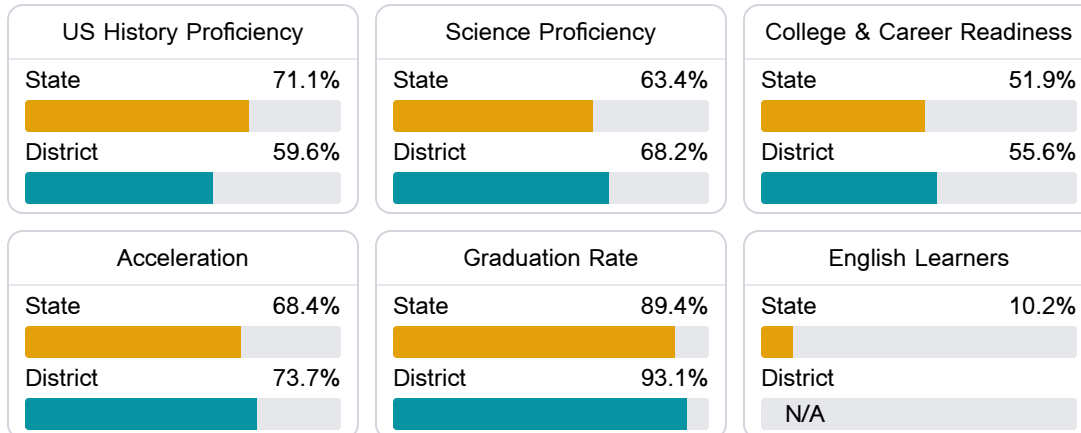 US History Proficiency
State 71.1%
District 59.6%
Science Proficiency
State 63.4%
District 68.2%
College & Career Readiness
State 51.9%
District 55.6%
Acceleration
State 68.4%
District 73.7%
Graduation Rate
State 89.4%
District 93.1%
English Learners
State 10.2%
District
N/A